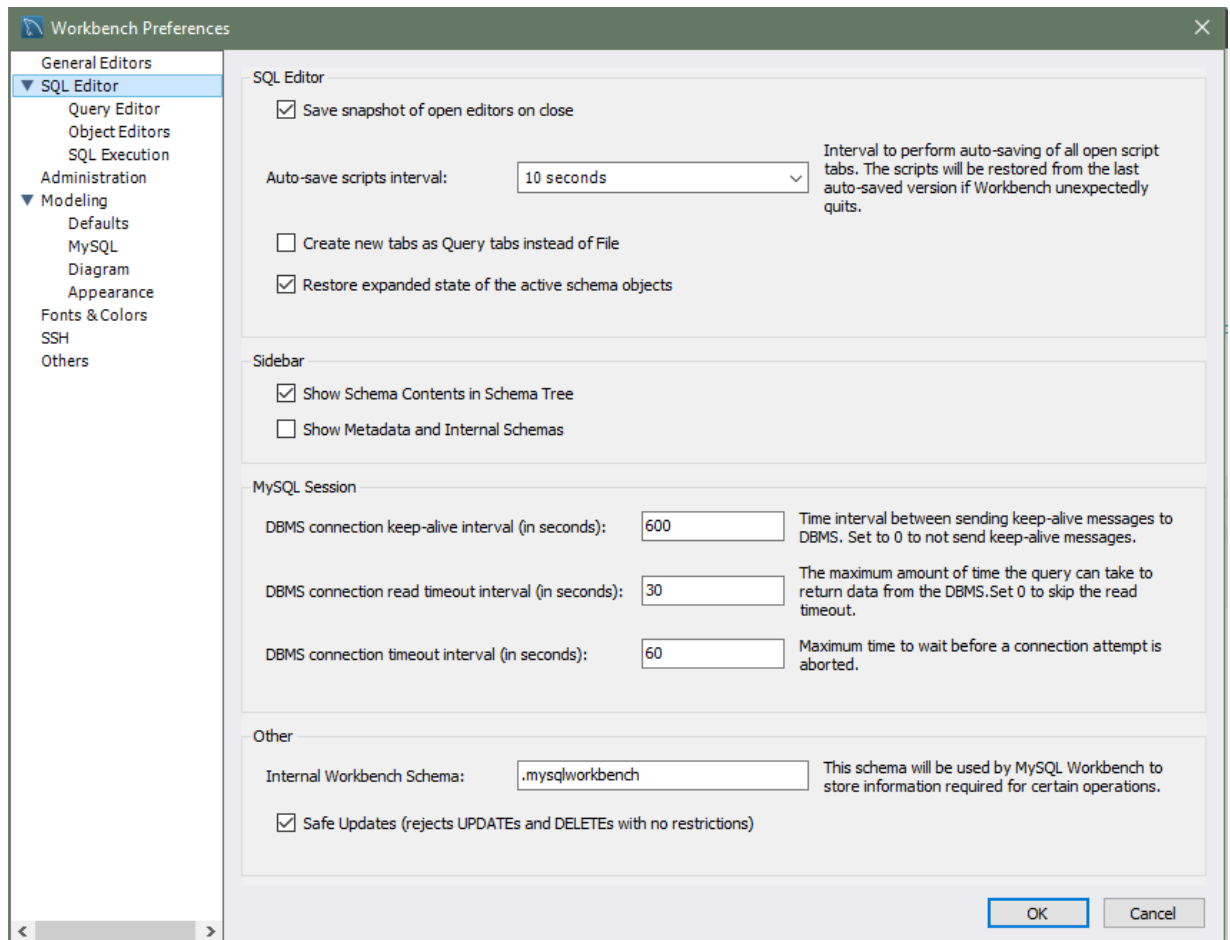 Workbench Preferences
General Editors
SQL Editor
Query Editor
Object Editors
SQL Execution
Administration
Modeling
Defaults
MySQL
Diagram
Appearance
Fonts & Colors
SSH
Others
SQL Editor
Save snapshot of open editors on close
Auto-save scripts interval:
10 seconds
Interval to perform auto-saving of all open script
tabs. The scripts will be restored from the last
auto-saved version if Workbench unexpectedly
quits.
Create new tabs as Query tabs instead of File
Restore expanded state of the active schema objects
Sidebar
Show Schema Contents in Schema Tree
Show Metadata and Internal Schemas
MySQL Session
DBMS connection keep-alive interval (in seconds):
600
Time interval between sending keep-alive messages to
DBMS. Set to 0 to not send keep-alive messages.
DBMS connection read timeout interval (in seconds):
30
The maximum amount of time the query can take to
return data from the DBMS.Set 0 to skip the read
timeout.
DBMS connection timeout interval (in seconds):
60
Maximum time to wait before a connection attempt is
aborted.
Other
Internal Workbench Schema:
.mysqlworkbench
This schema will be used by MySQL Workbench to
store information required for certain operations.
Safe Updates (rejects UPDATEs and DELETEs with no restrictions)
OK
Cancel